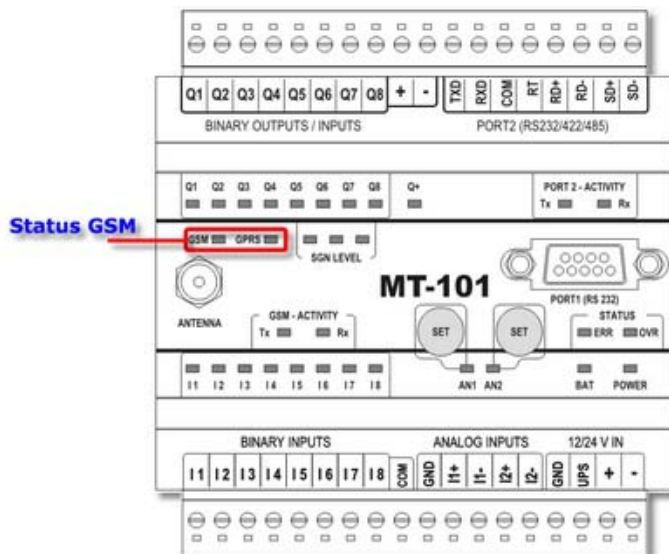 Q1 Q2 Q3 Q4 Q5 Q6 Q7 Q8 + - TXD RXD COM RT RD+ RD- SD+ SD-
BINARY OUTPUTS / INPUTS PORT2 (RS232/422/485)
Q1 Q2 Q3 Q4 Q5 Q6 Q7 Q8 Q+ PORT 2 - ACTIVITY
Tx Rx
Status GSM
GSM GPRS
SGN LEVEL
MT-101
PORT1 (RS 232)
ANTENNA
GSM - ACTIVITY
Tx Rx
SET SET
STATUS
ERR OVR
I1 I2 I3 I4 I5 I6 I7 I8 AN1 AN2 BAT POWER
BINARY INPUTS ANALOG INPUTS 12/24 V IN
I1 I2 I3 I4 I5 I6 I7 I8 COM GND I1+ I1- I2+ I2- GND UPS + -